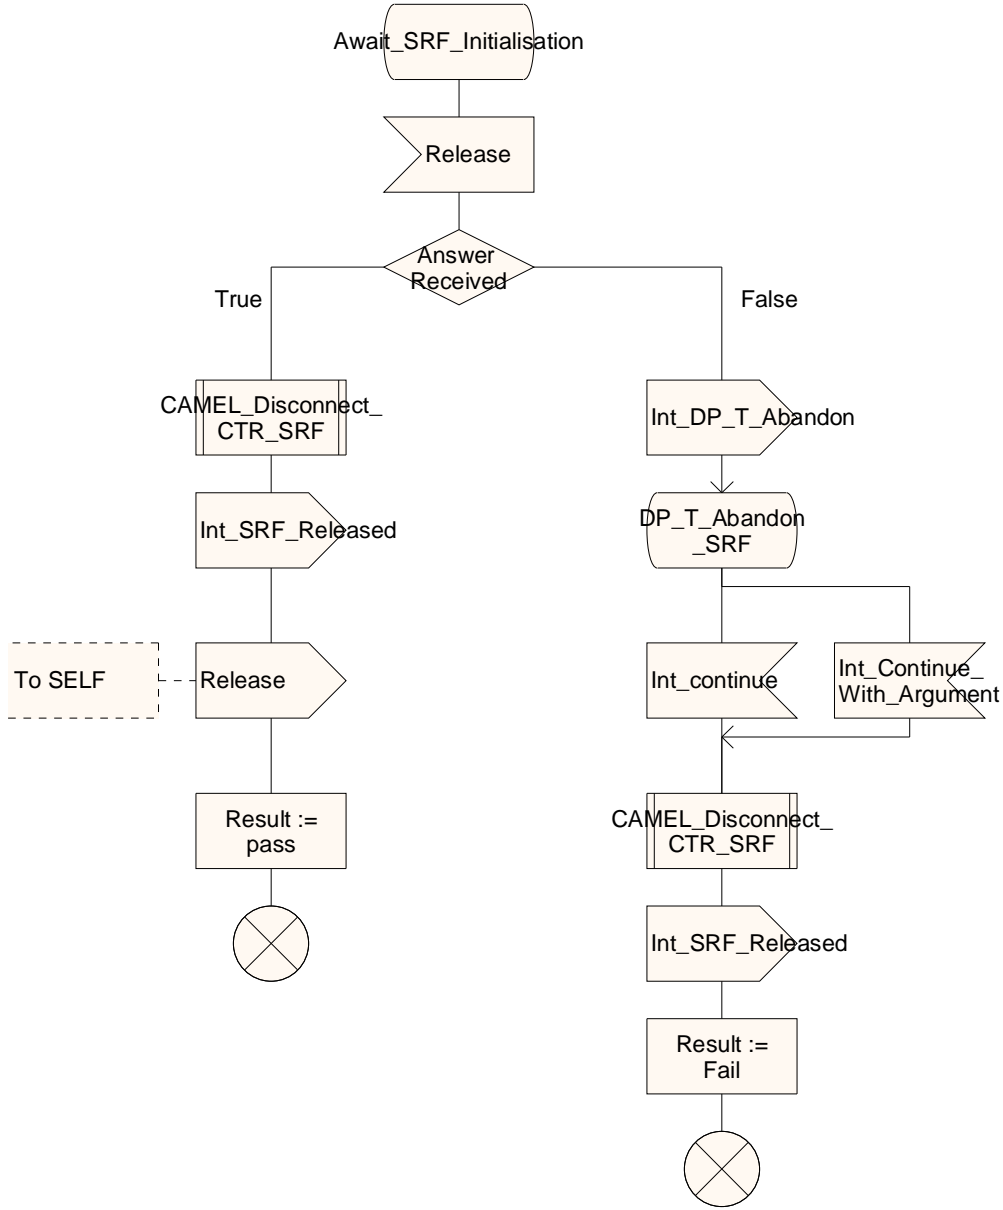 Await_SRF_Initialisation
Release
Answer
Received
True
False
CAMEL_Disconnect_
CTR_SRF
Int_DP_T_Abandon
Int_SRF_Released
DP_T_Abandon
_SRF
To SELF
Release
Int_continue
Int_Continue_
With_Argument
Result :=
pass
CAMEL_Disconnect_
CTR_SRF
Int_SRF_Released
Result :=
Fail